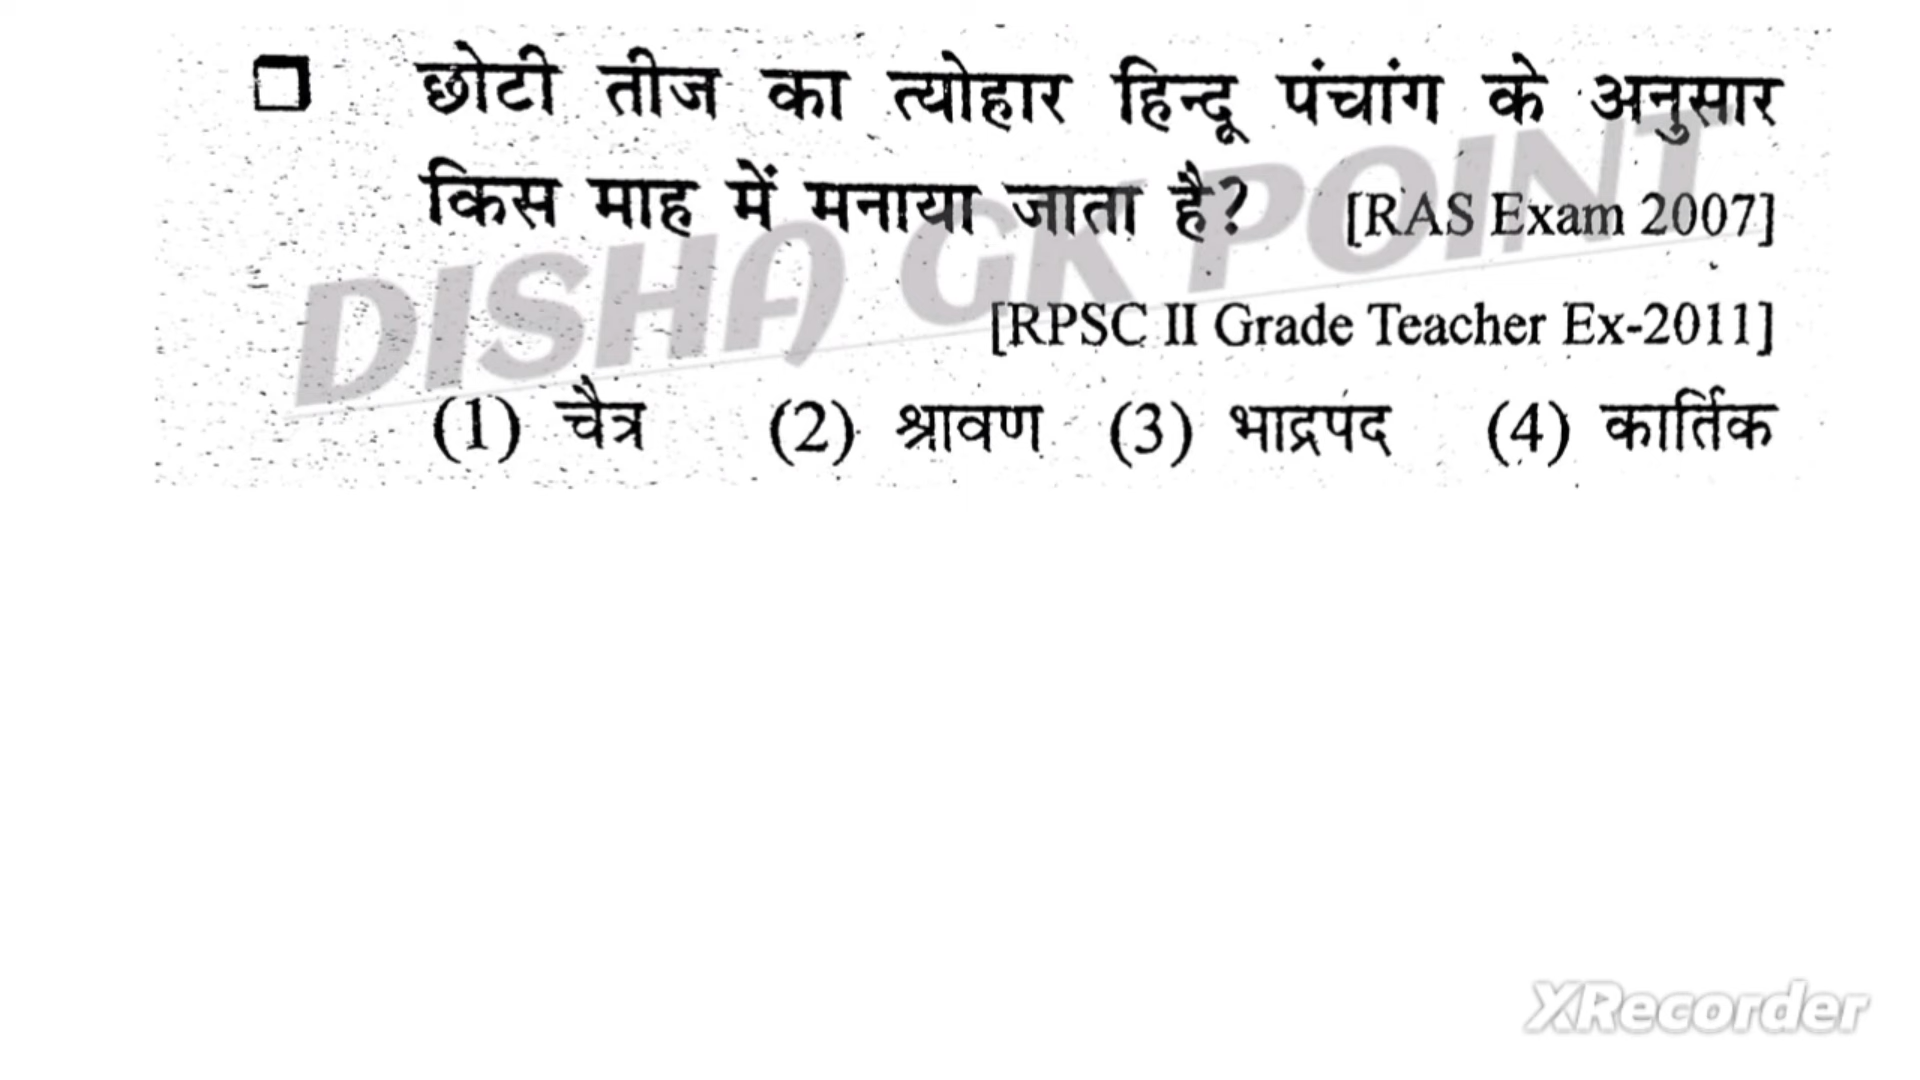 छोटी तीज का त्योहार हिन्दू पंचांग के अनुसार
किस माह में मनाया जाता है? [RAS Exam 2007]
[RPSC II Grade Teacher Ex-2011]
DISHA GK POINT
(1) चैत्र (2) श्रावण (3) भाद्रपद (4) कार्तिक
XRecorder